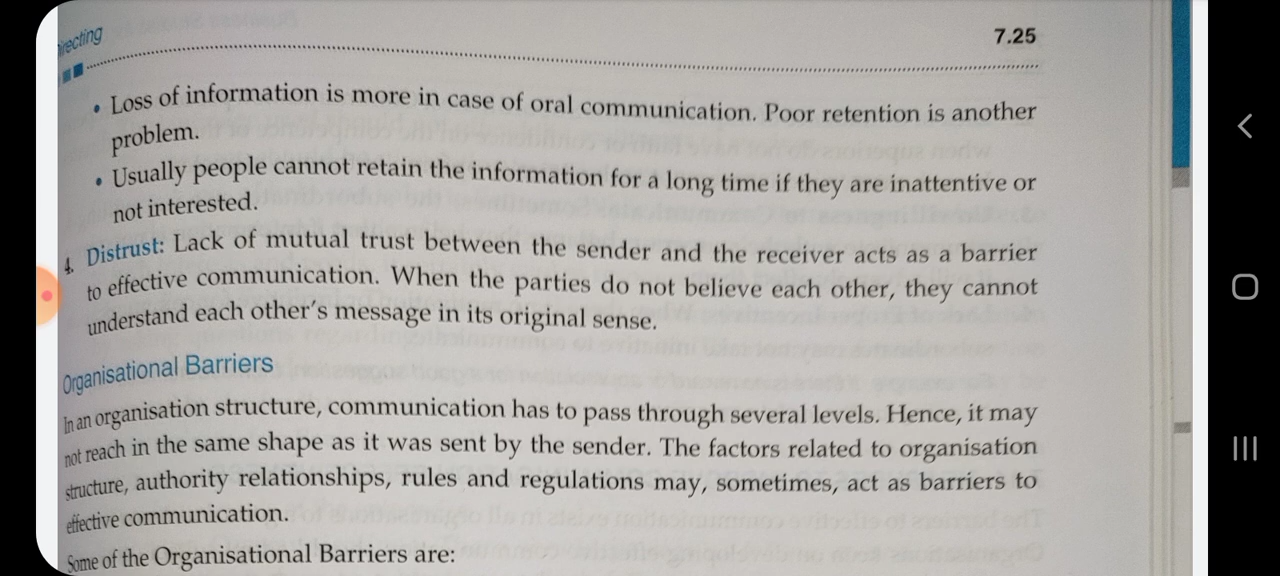 irecting
7.25
• Loss of information is more in case of oral communication. Poor retention is another
problem.
• Usually people cannot retain the information for a long time if they are inattentive or
not interested.
4. Distrust: Lack of mutual trust between the sender and the receiver acts as a barrier
to effective communication. When the parties do not believe each other, they cannot
understand each other's message in its original sense.
Organisational Barriers
In an organisation structure, communication has to pass through several levels. Hence, it may
not reach in the same shape as it was sent by the sender. The factors related to organisation
structure, authority relationships, rules and regulations may, sometimes, act as barriers to
effective communication.
Some of the Organisational Barriers are: